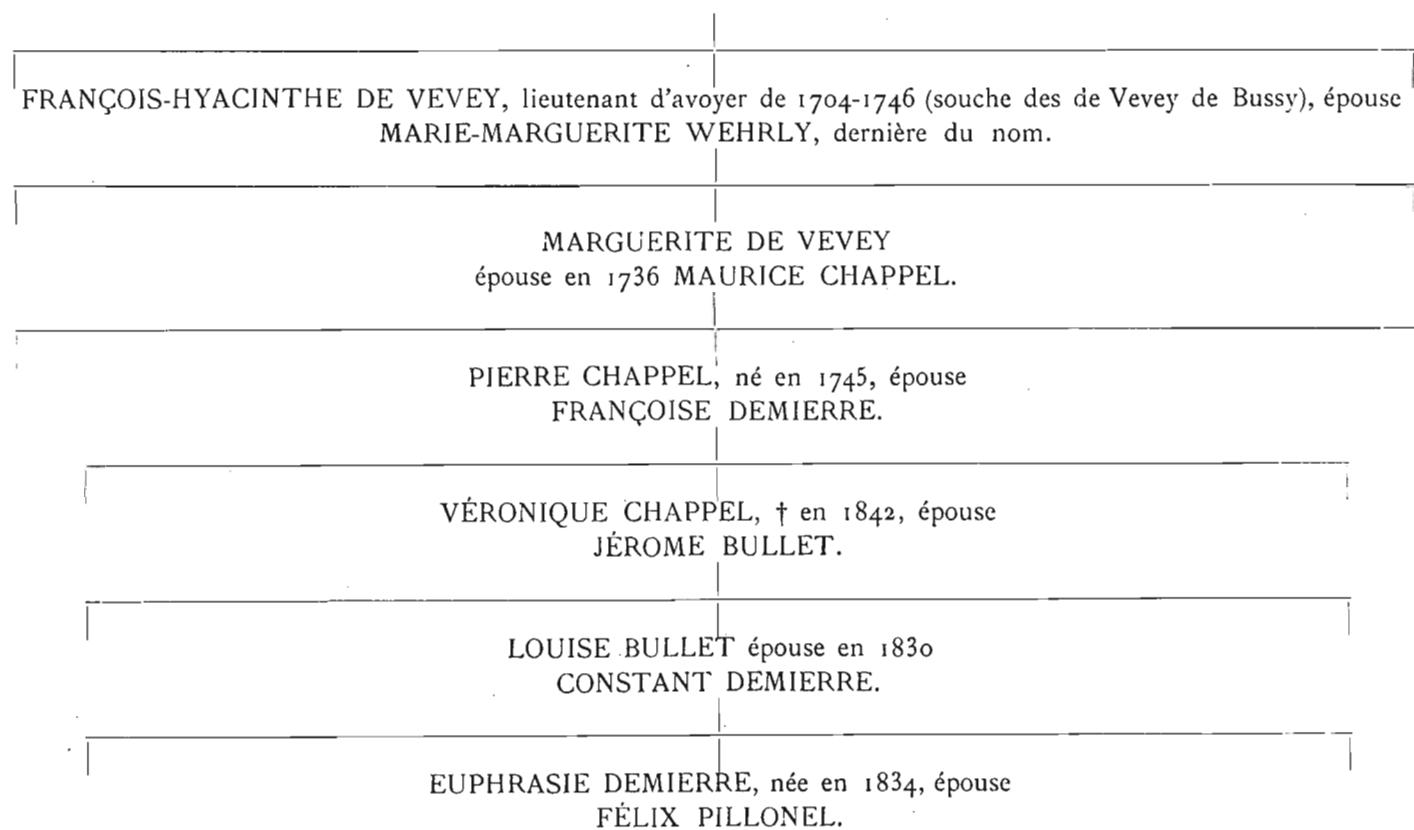 FRANÇOIS-HYACINTHE DE VEVEY, lieutenant d'avoyer de 1704-1746 (souche des de Vevey de Bussy), épouse
MARIE-MARGUERITE WEHRLY, dernière du nom.
MARGUERITE DE VEVEY
épouse en 1736 MAURICE CHAPPEL.
PIERRE CHAPPEL, né en 1745, épouse
FRANÇOISE DEMIERRE.
VÉRONIQUE CHAPPEL, † en 1842, épouse
JÉROME BULLET.
LOUISE BULLET épouse en 1830
CONSTANT DEMIERRE.
EUPHRASIE DEMIERRE, née en 1834, épouse
FÉLIX PILLONEL.